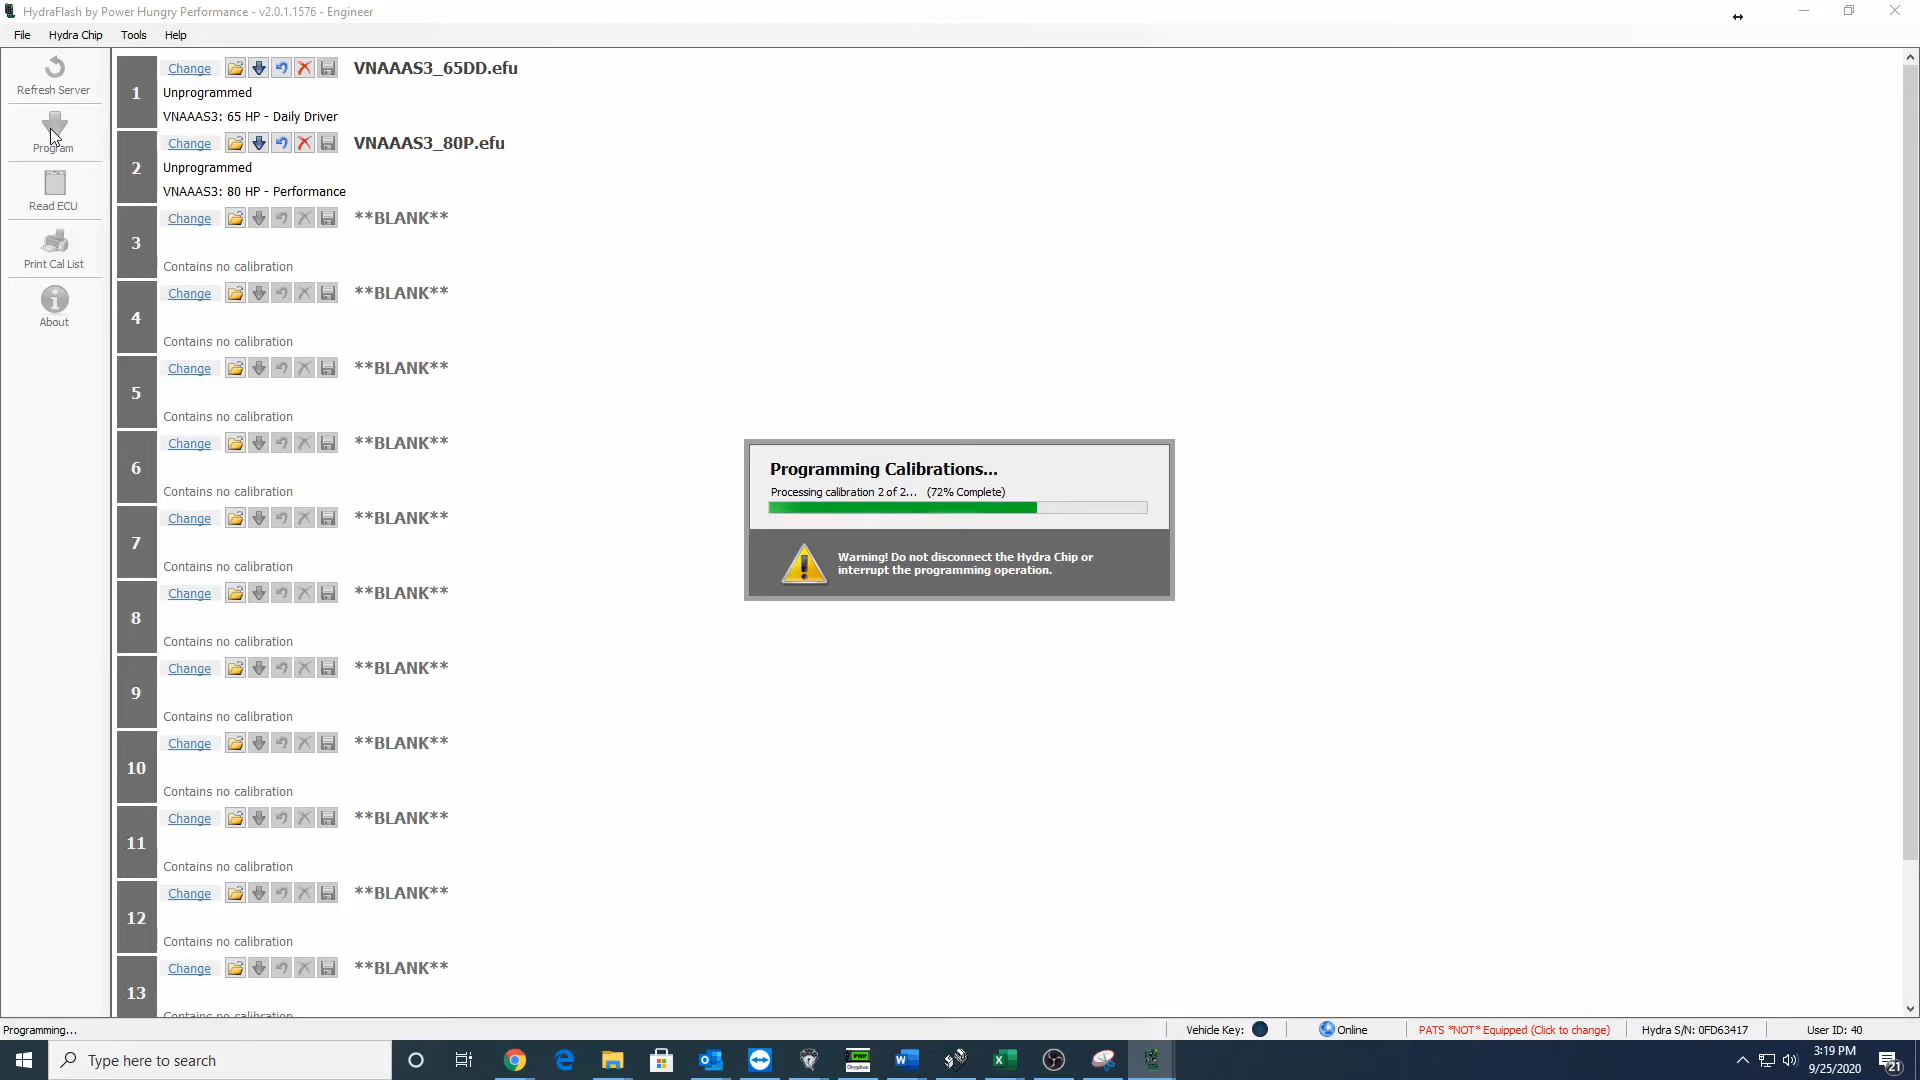 HydraFlash by Power Hungry Performance - v2.0.1.1576 - Engineer
File Hydra Chip Tools Help
Refresh Server
Program
Read ECU
Print Cal List
About
1
Change VNAAAS3_65DD.efu
Unprogrammed
VNAAAS3: 65 HP - Daily Driver
2
Change VNAAAS3_80P.efu
Unprogrammed
VNAAAS3: 80 HP - Performance
3
Change **BLANK**
Contains no calibration
4
Change **BLANK**
Contains no calibration
5
Change **BLANK**
Contains no calibration
6
Change **BLANK**
Contains no calibration
7
Change **BLANK**
Contains no calibration
8
Change **BLANK**
Contains no calibration
9
Change **BLANK**
Contains no calibration
10
Change **BLANK**
Contains no calibration
11
Change **BLANK**
Contains no calibration
12
Change **BLANK**
Contains no calibration
13
Change **BLANK**
Contains no calibration
Programming Calibrations...
Processing calibration 2 of 2... (72% Complete)
Warning! Do not disconnect the Hydra Chip or
interrupt the programming operation.
Programming... Vehicle Key: Online PATS *NOT* Equipped (Click to change) Hydra S/N: 0FD63417 User ID: 40
Type here to search
3:19 PM
9/25/2020
21